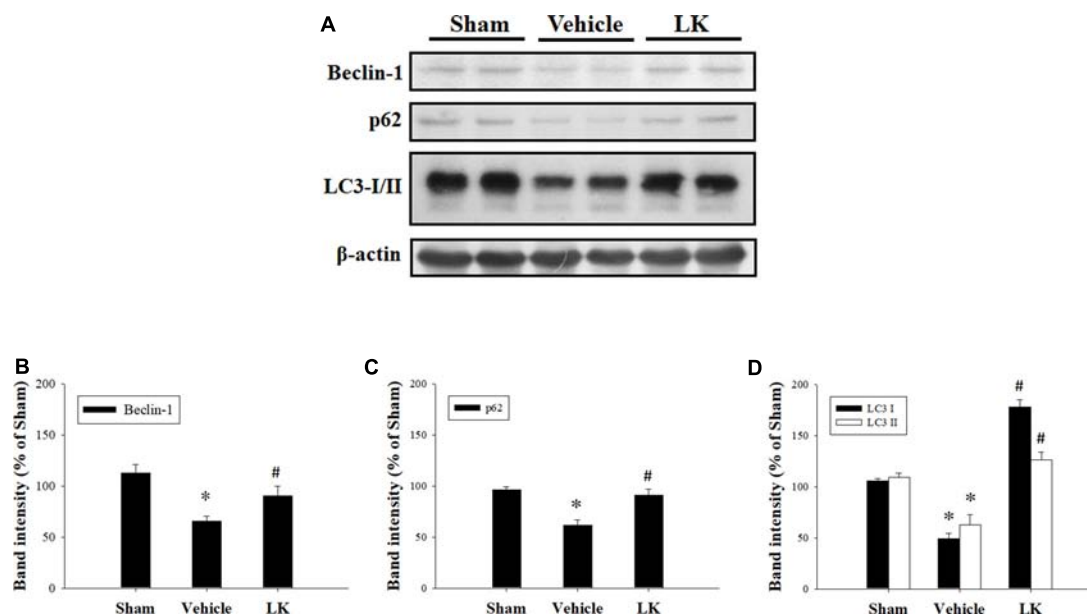 A
Sham Vehicle LK
Beclin-1
p62
LC3-I/II
β-actin
B
Band intensity (% of Sham)
200
150
100
50
0
Beclin-1
*
#
Sham Vehicle LK
C
Band intensity (% of Sham)
200
150
100
50
0
p62
*
#
Sham Vehicle LK
D
Band intensity (% of Sham)
200
150
100
50
0
LC3 I
LC3 II
* *
#
#
Sham Vehicle LK